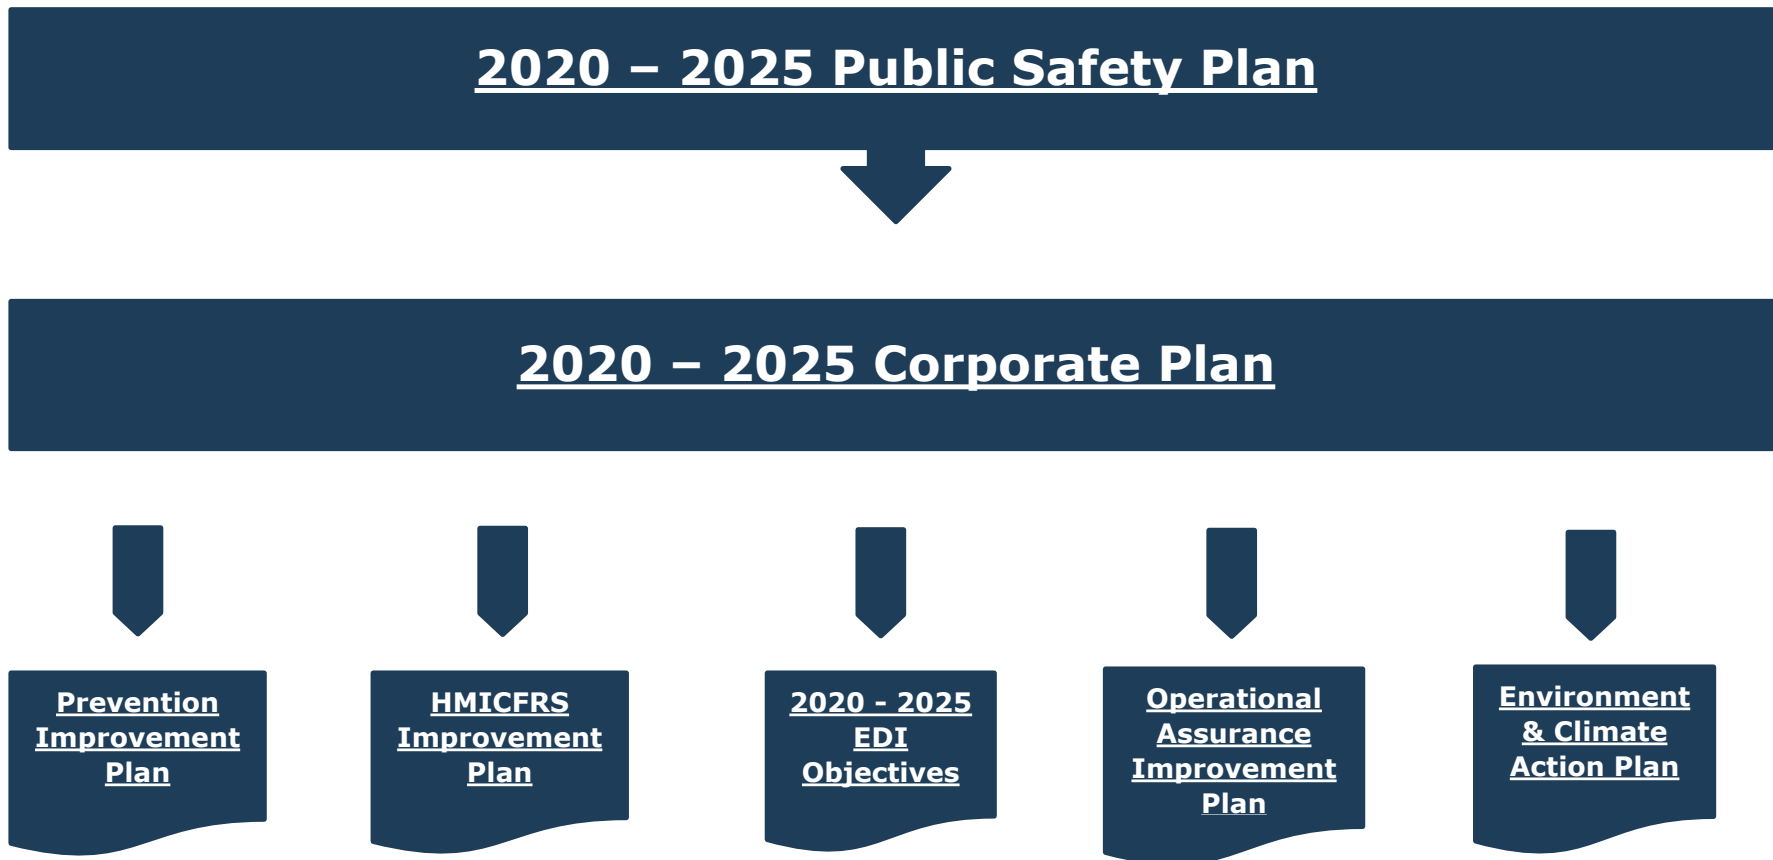 2020 – 2025 Public Safety Plan
2020 – 2025 Corporate Plan
Prevention
Improvement
Plan
HMICFRS
Improvement
Plan
2020 - 2025
EDI
Objectives
Operational
Assurance
Improvement
Plan
Environment
& Climate
Action Plan